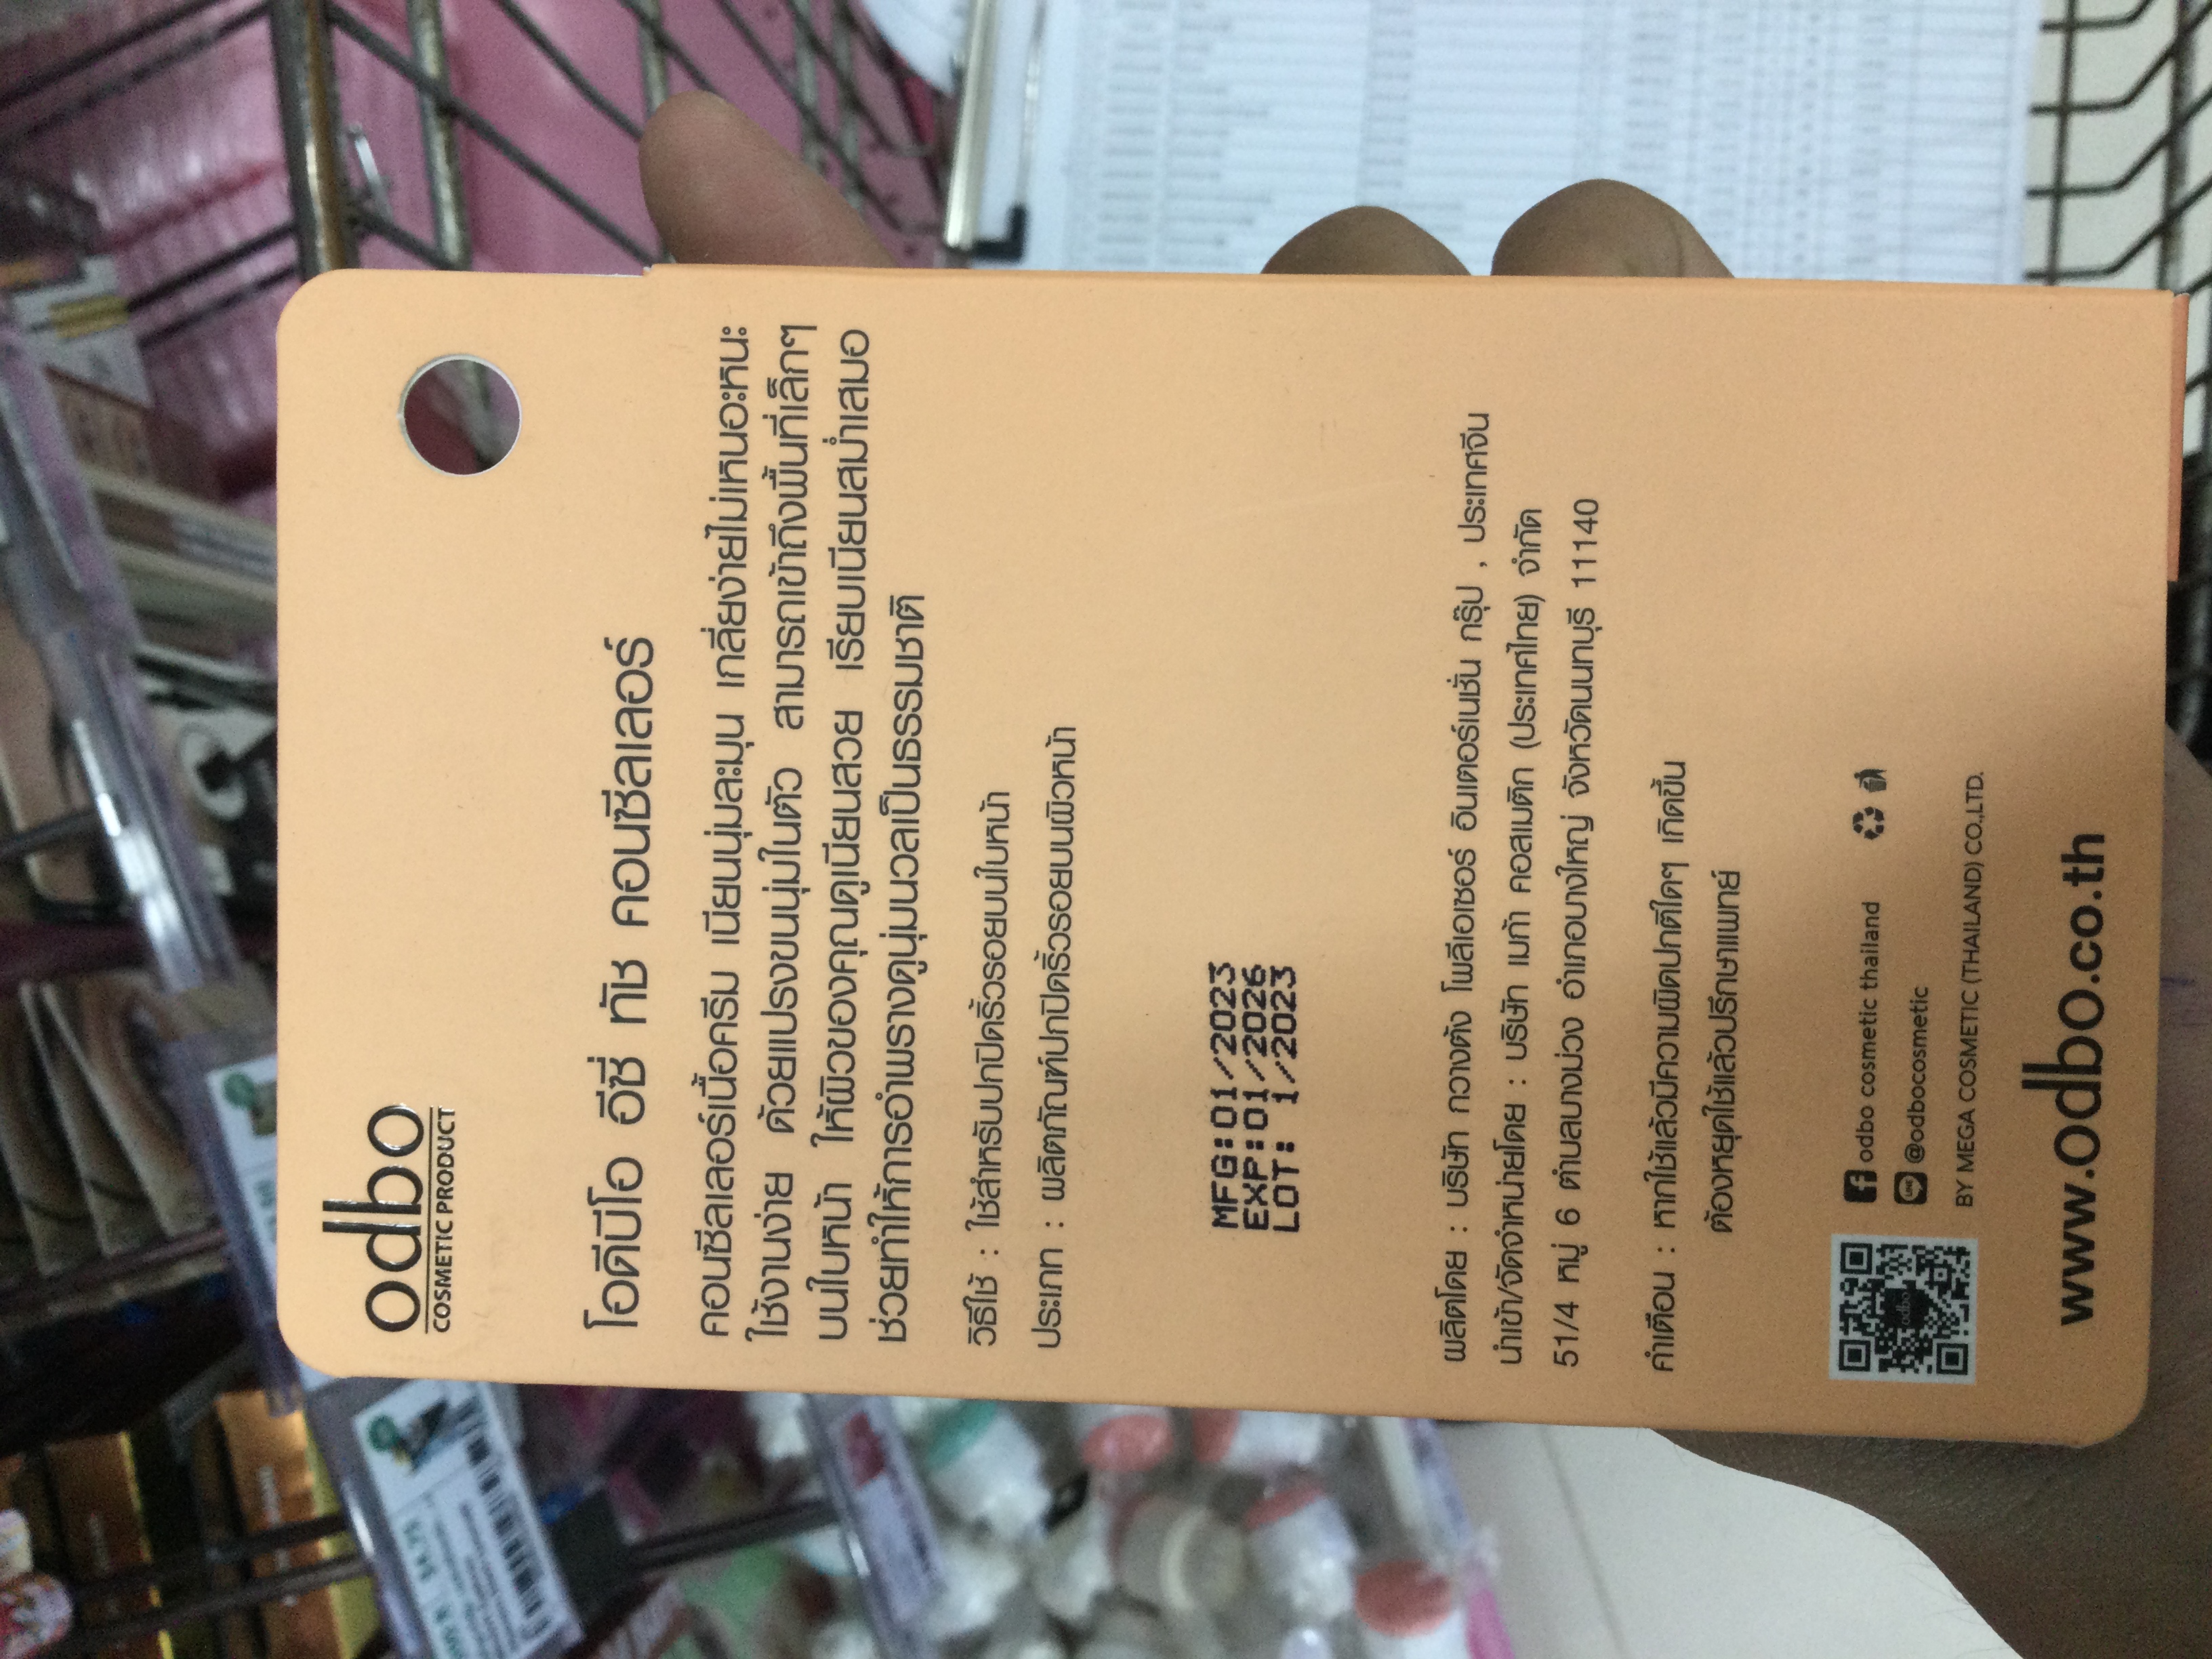 odbo
COSMETIC PRODUCT
โอดีบีโอ อีซี่ ทัช คอนซีลเลอร์
คอนซีลเลอร์เนื้อครีม เนียนนุ่มละมุน เกลี่ยง่ายไม่เหนอะหนะ
ใช้งานง่าย ด้วยแปรงขนนุ่มในตัว สามารถเข้าถึงพื้นที่เล็กๆ
บนใบหน้า ให้ผิวของคุณดูเนียนสวย เรียบเนียนสม่ำเสมอ
ช่วยทำให้การอำพรางดูนุ่มนวลเป็นธรรมชาติ
วิธีใช้ : ใช้สำหรับปกปิดริ้วรอยบนใบหน้า
ประเภท : ผลิตภัณฑ์ปกปิดริ้วรอยบนผิวหน้า
MFG:01/2023
EXP:01/2026
LOT: 1/2023
ผลิตโดย : บริษัท กวางตัง โพลีเอเชอร์ อินเตอร์เนชั่น กรุ๊ป , ประเทศจีน
นำเข้า/จัดจำหน่ายโดย : บริษัท เมก้า คอสเมติก (ประเทศไทย) จำกัด
51/4 หมู่ 6 ตำบลบางม่วง อำเภอบางใหญ่ จังหวัดนนทบุรี 11140
คำเตือน : หากใช้แล้วมีความผิดปกติใดๆ เกิดขึ้น
ต้องหยุดใช้แล้วปรึกษาแพทย์
odbo cosmetic thailand
@odbocosmetic
BY MEGA COSMETIC (THAILAND) CO.,LTD.
www.odbo.co.th